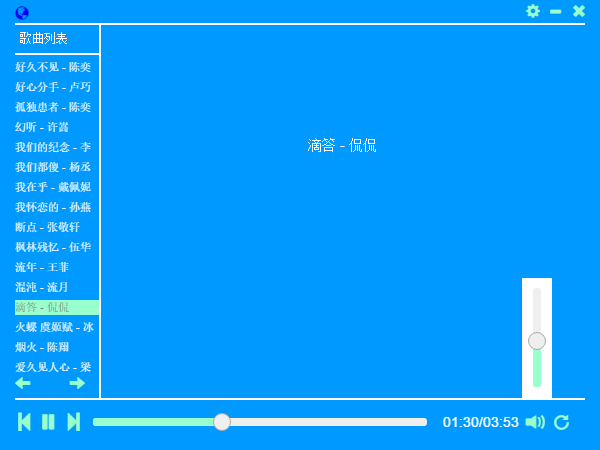 歌曲列表
好久不见 - 陈奕
好心分手 - 卢巧
孤独患者 - 陈奕
幻听 - 许嵩
我们的纪念 - 李
我们都傻 - 杨丞
我在乎 - 戴佩妮
我怀恋的 - 孙燕
断点 - 张敬轩
枫林残忆 - 伍华
流年 - 王菲
混沌 - 流月
滴答 - 侃侃
火蝶 虞姬赋 - 冰
烟火 - 陈翔
爱久见人心 - 梁
滴答 - 侃侃
01:30/03:53